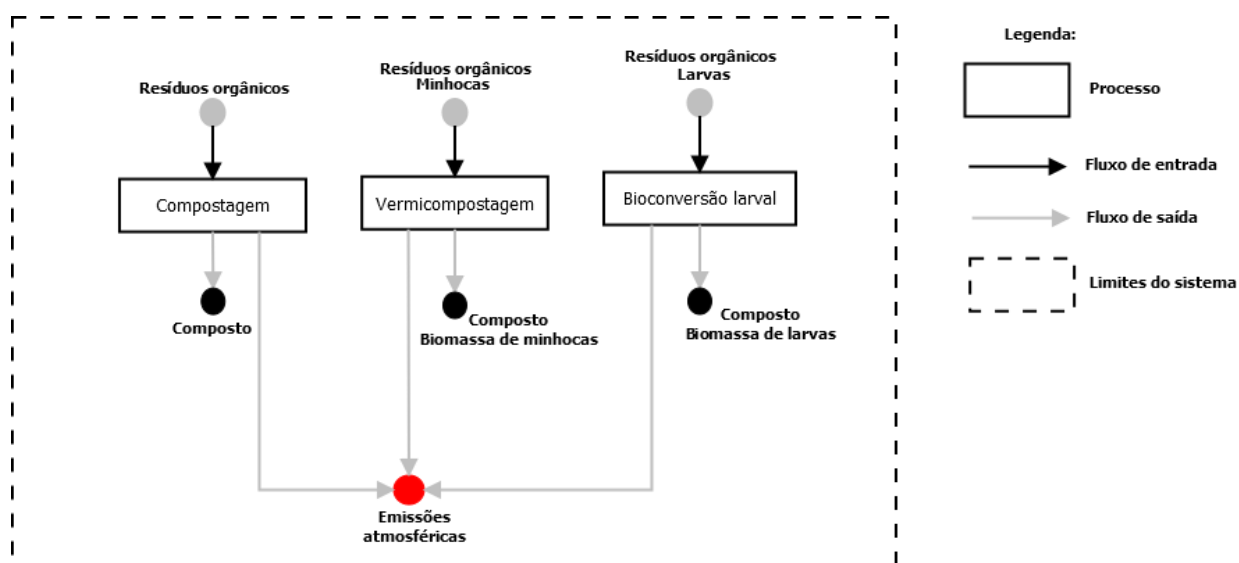 Legenda:
Resíduos orgânicos
Resíduos orgânicos
Minhocas
Resíduos orgânicos
Larvas
Processo
Fluxo de entrada
Compostagem
Vermicompostagem
Bioconversão larval
Fluxo de saída
Limites do sistema
Composto
Composto
Biomassa de minhocas
Composto
Biomassa de larvas
Emissões
atmosféricas